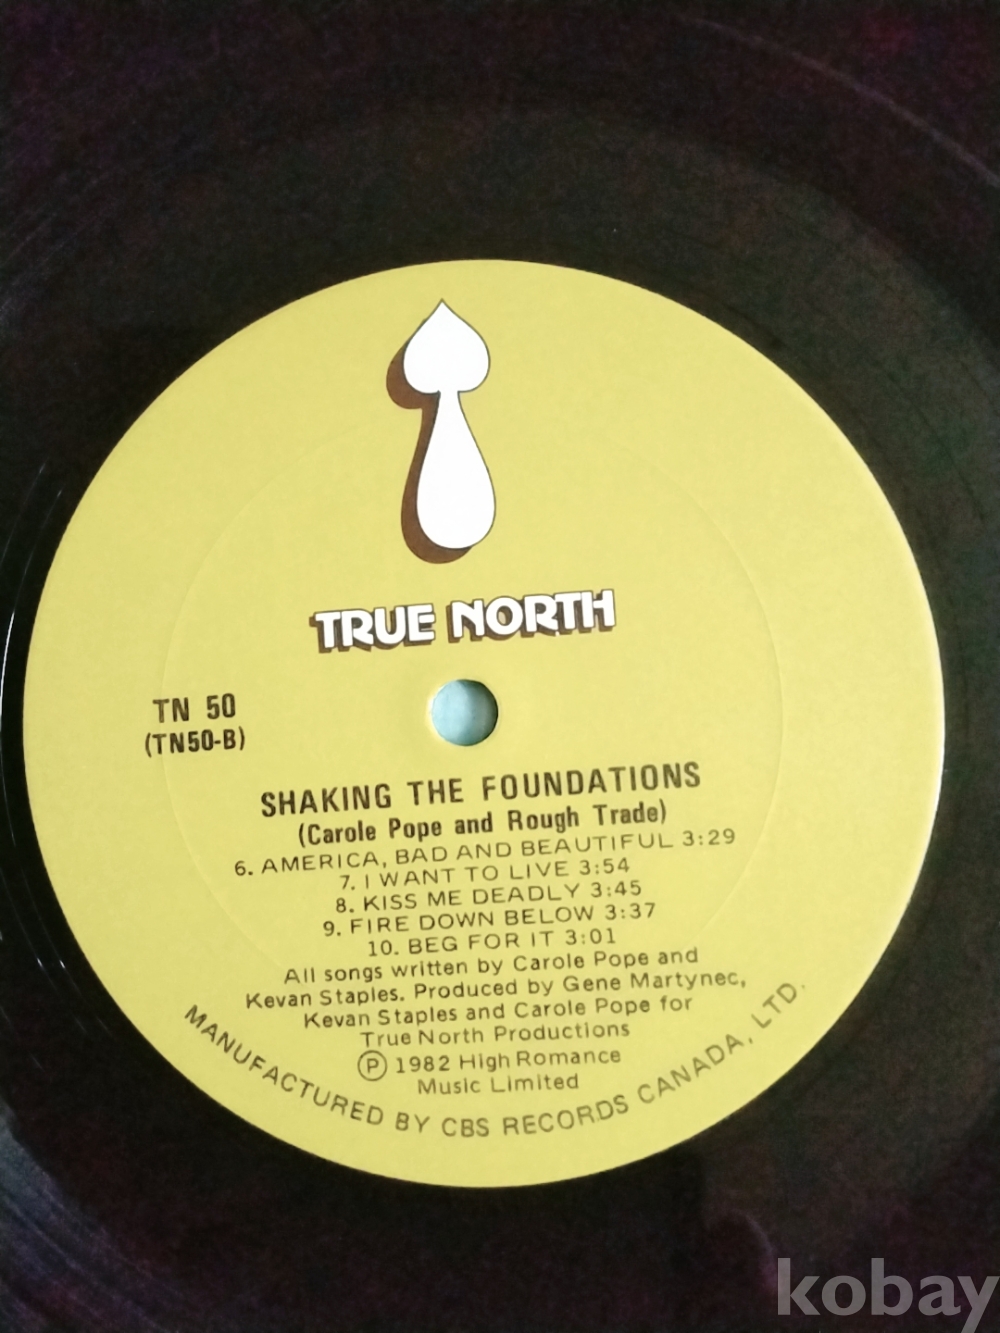 TRUE NORTH
TN 50
(TN50-B)
SHAKING THE FOUNDATIONS
(Carole Pope and Rough Trade)
6. AMERICA, BAD AND BEAUTIFUL 3:29
7. I WANT TO LIVE 3:54
8. KISS ME DEADLY 3:45
9. FIRE DOWN BELOW 3:37
10. BEG FOR IT 3:01
All songs written by Carole Pope and
Kevan Staples. Produced by Gene Martynec,
Kevan Staples and Carole Pope for
True North Productions
Ⓟ 1982 High Romance
Music Limited
MANUFACTURED BY CBS RECORDS CANADA, LTD.
kobay